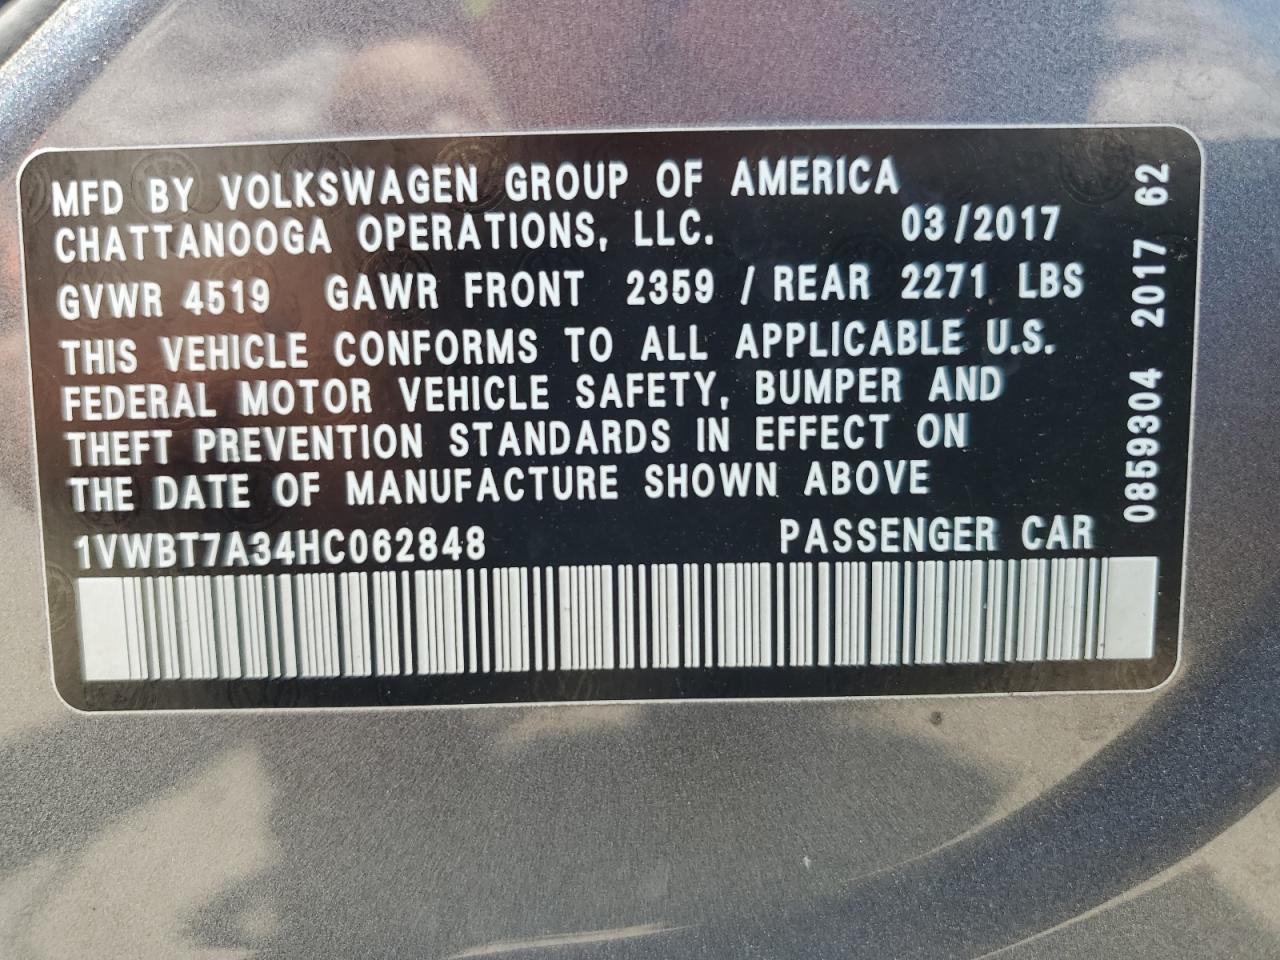 MFD BY VOLKSWAGEN GROUP OF AMERICA
CHATTANOOGA OPERATIONS, LLC. 03/2017
GVWR 4519 GAWR FRONT 2359 / REAR 2271 LBS
THIS VEHICLE CONFORMS TO ALL APPLICABLE U.S.
FEDERAL MOTOR VEHICLE SAFETY, BUMPER AND
THEFT PREVENTION STANDARDS IN EFFECT ON
THE DATE OF MANUFACTURE SHOWN ABOVE
1VWBT7A34HC062848 PASSENGER CAR
0859304 2017 62